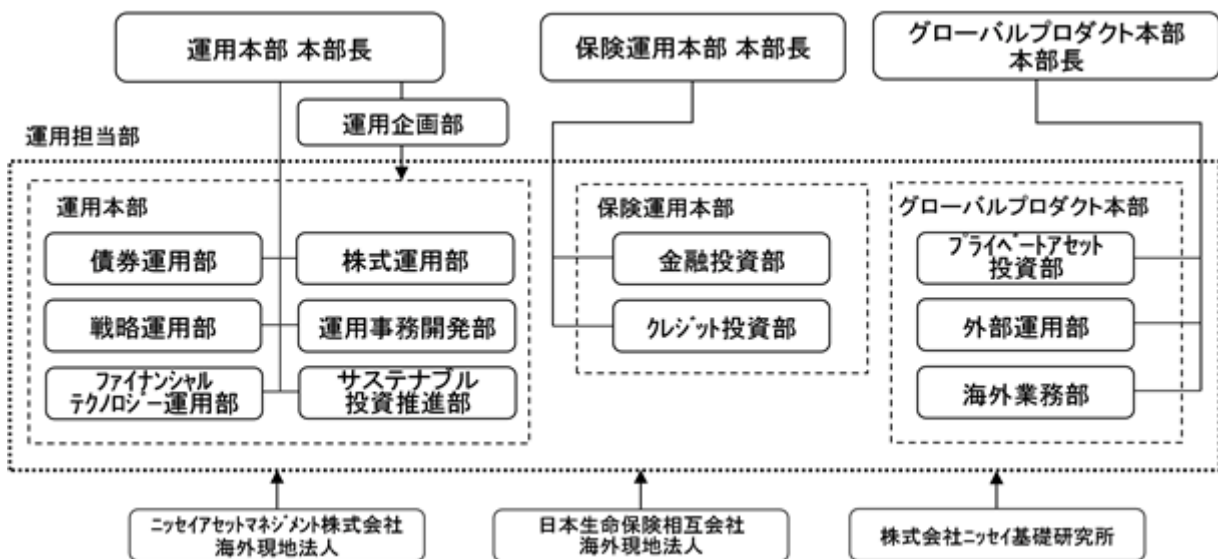 運用本部 本部長
保険運用本部 本部長
グローバルプロダクト本部
本部長
運用企画部
運用担当部
運用本部
債券運用部
株式運用部
戦略運用部
運用事務開発部
ファイナンシャル
テクノロジー運用部
サステナブル
投資推進部
保険運用本部
金融投資部
クレジット投資部
グローバルプロダクト本部
プライベートアセット
投資部
外部運用部
海外業務部
ニッセイアセットマネジメント株式会社
海外現地法人
日本生命保険相互会社
海外現地法人
株式会社ニッセイ基礎研究所